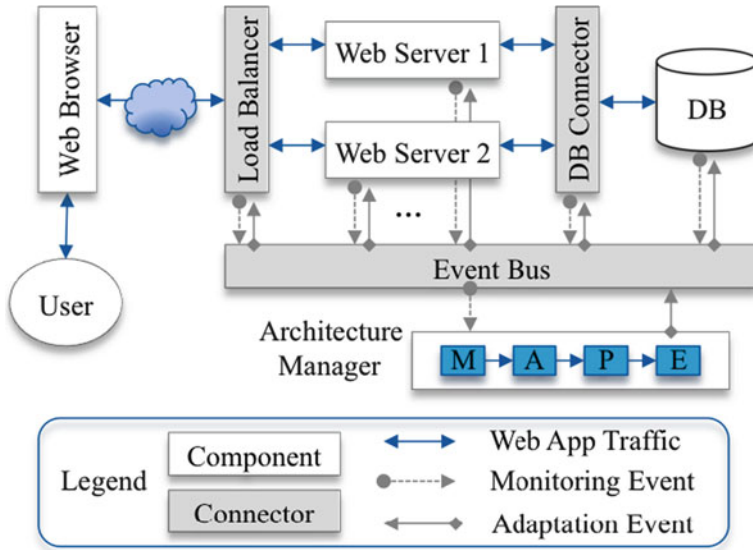 Web Browser
User
Load Balancer
Web Server 1
Web Server 2
...
DB Connector
DB
Event Bus
Architecture
Manager
M
A
P
E
Legend
Component
Connector
Web App Traffic
Monitoring Event
Adaptation Event